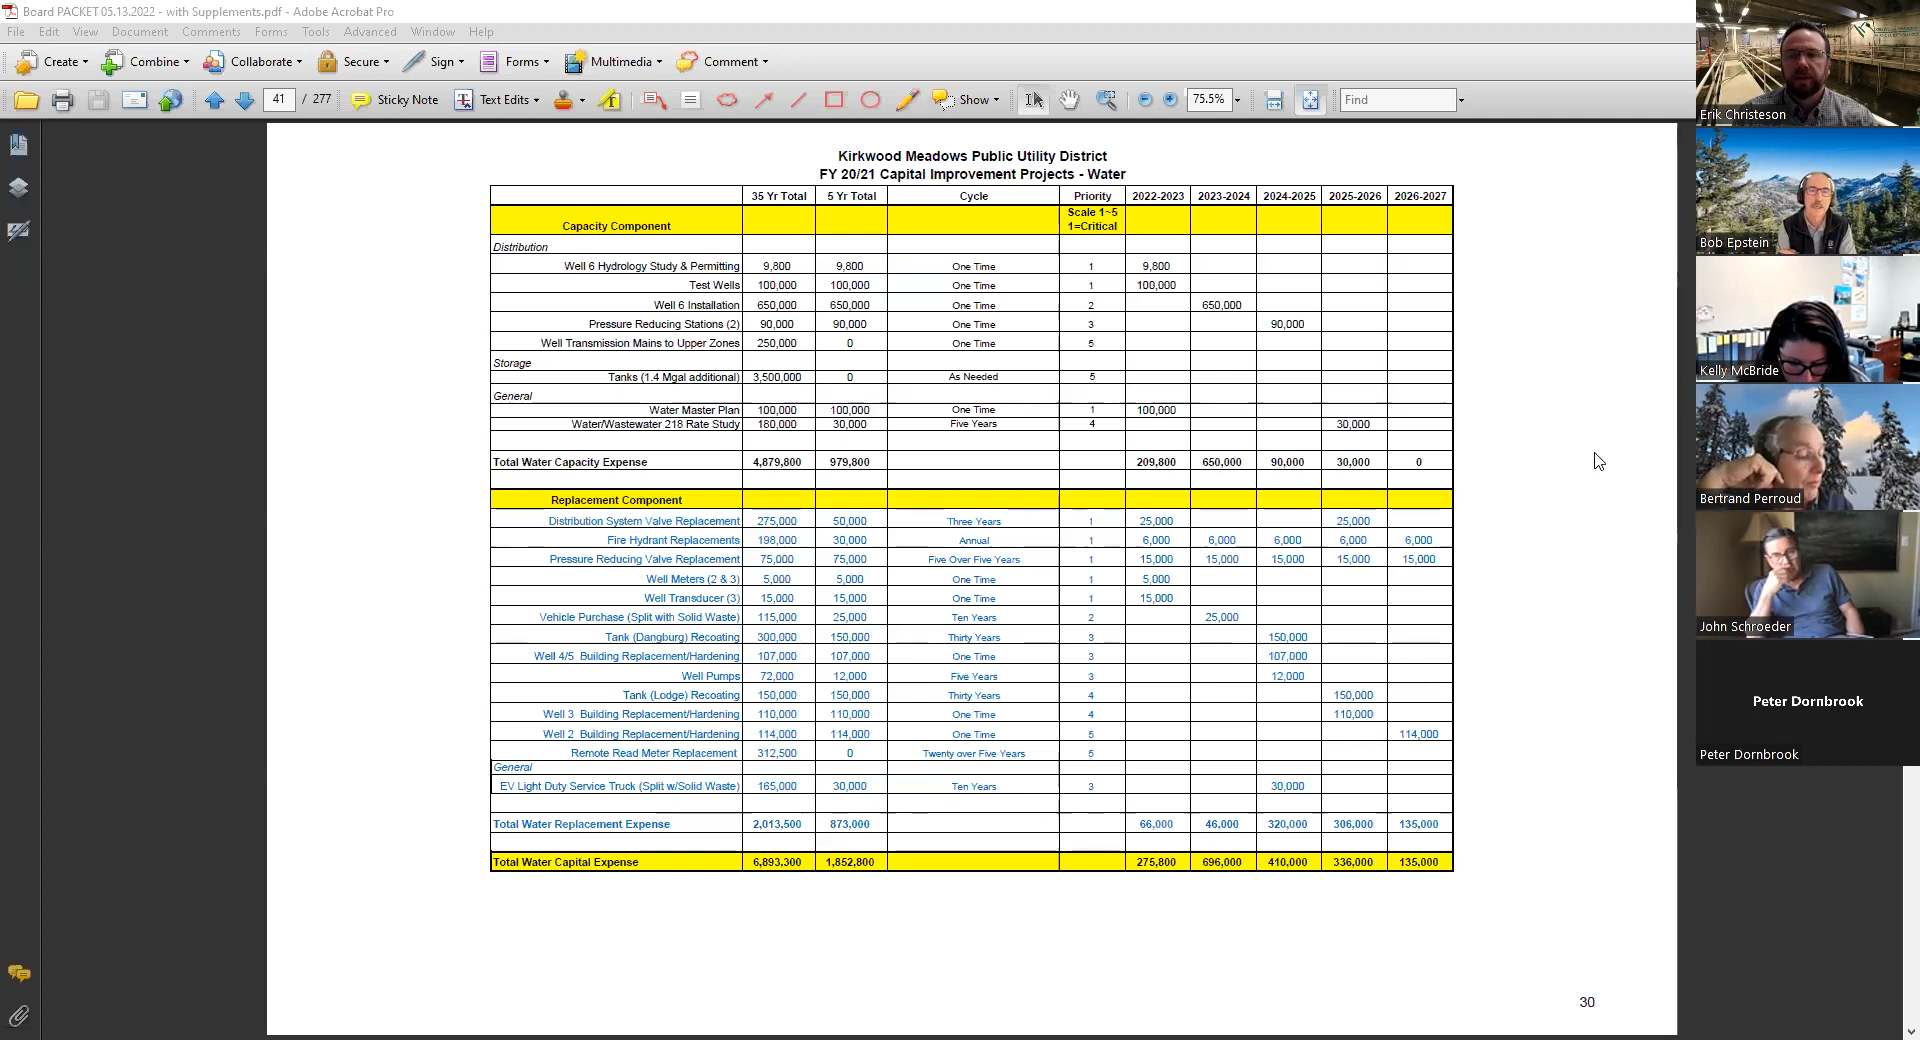 Board PACKET 05.13.2022 - with Supplements.pdf - Adobe Acrobat Pro
File Edit View Document Comments Forms Tools Advanced Window Help
Create Combine Collaborate Secure Sign Forms Multimedia Comment
41 / 277 Sticky Note Text Edits Show 75.5% Find
Kirkwood Meadows Public Utility District
FY 20/21 Capital Improvement Projects - Water
35 Yr Total 5 Yr Total Cycle Priority 2022-2023 2023-2024 2024-2025 2025-2026 2026-2027
Capacity Component Scale 1~5 1=Critical
Distribution
Well 6 Hydrology Study & Permitting 9,800 9,800 One Time 1 9,800
Test Wells 100,000 100,000 One Time 1 100,000
Well 6 Installation 650,000 650,000 One Time 2 650,000
Pressure Reducing Stations (2) 90,000 90,000 One Time 3 90,000
Well Transmission Mains to Upper Zones 250,000 0 One Time 5
Storage
Tanks (1.4 Mgal additional) 3,500,000 0 As Needed 5
General
Water Master Plan 100,000 100,000 One Time 1 100,000
Water/Wastewater 218 Rate Study 180,000 30,000 Five Years 4 30,000
Total Water Capacity Expense 4,879,800 979,800 209,800 650,000 90,000 30,000 0
Replacement Component
Distribution System Valve Replacement 275,000 50,000 Three Years 1 25,000 25,000
Fire Hydrant Replacements 198,000 30,000 Annual 1 6,000 6,000 6,000 6,000 6,000
Pressure Reducing Valve Replacement 75,000 75,000 Five Over Five Years 1 15,000 15,000 15,000 15,000 15,000
Well Meters (2 & 3) 5,000 5,000 One Time 1 5,000
Well Transducer (3) 15,000 15,000 One Time 1 15,000
Vehicle Purchase (Split with Solid Waste) 115,000 25,000 Ten Years 2 25,000
Tank (Dangburg) Recoating 300,000 150,000 Thirty Years 3 150,000
Well 4/5 Building Replacement/Hardening 107,000 107,000 One Time 3 107,000
Well Pumps 72,000 12,000 Five Years 3 12,000
Tank (Lodge) Recoating 150,000 150,000 Thirty Years 4 150,000
Well 3 Building Replacement/Hardening 110,000 110,000 One Time 4 110,000
Well 2 Building Replacement/Hardening 114,000 114,000 One Time 5 114,000
Remote Read Meter Replacement 312,500 0 Twenty over Five Years 5
General
EV Light Duty Service Truck (Split w/Solid Waste) 165,000 30,000 Ten Years 3 30,000
Total Water Replacement Expense 2,013,500 873,000 66,000 46,000 320,000 306,000 135,000
Total Water Capital Expense 6,893,300 1,852,800 275,800 696,000 410,000 336,000 135,000
30
Erik Christeson
Bob Epstein
Kelly McBride
Bertrand Perroud
John Schroeder
Peter Dornbrook
Peter Dornbrook